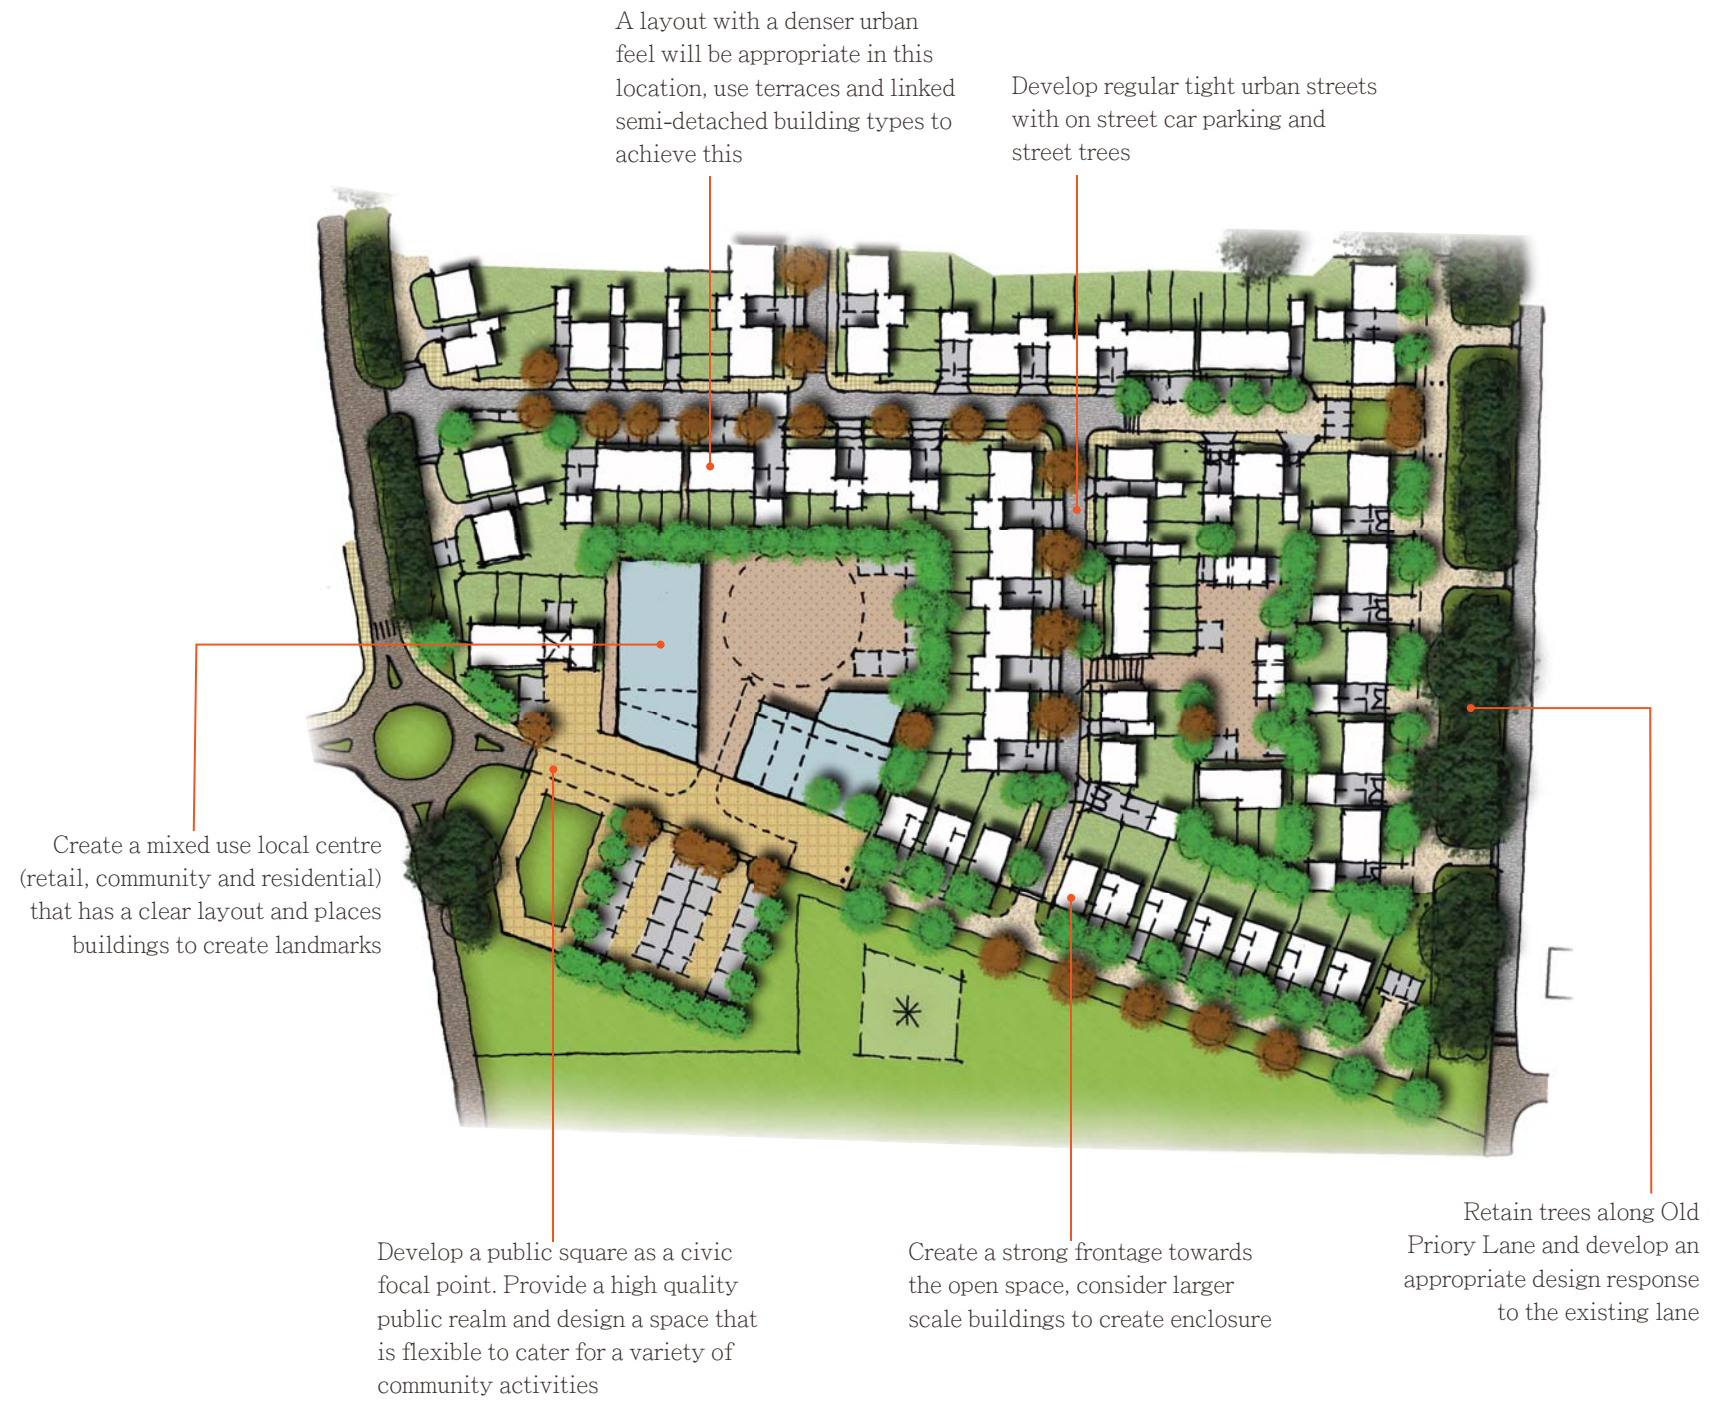 A layout with a denser urban
feel will be appropriate in this
location, use terraces and linked
semi-detached building types to
achieve this
Develop regular tight urban streets
with on street car parking and
street trees
Create a mixed use local centre
(retail, community and residential)
that has a clear layout and places
buildings to create landmarks
Develop a public square as a civic
focal point. Provide a high quality
public realm and design a space that
is flexible to cater for a variety of
community activities
Create a strong frontage towards
the open space, consider larger
scale buildings to create enclosure
Retain trees along Old
Priory Lane and develop an
appropriate design response
to the existing lane